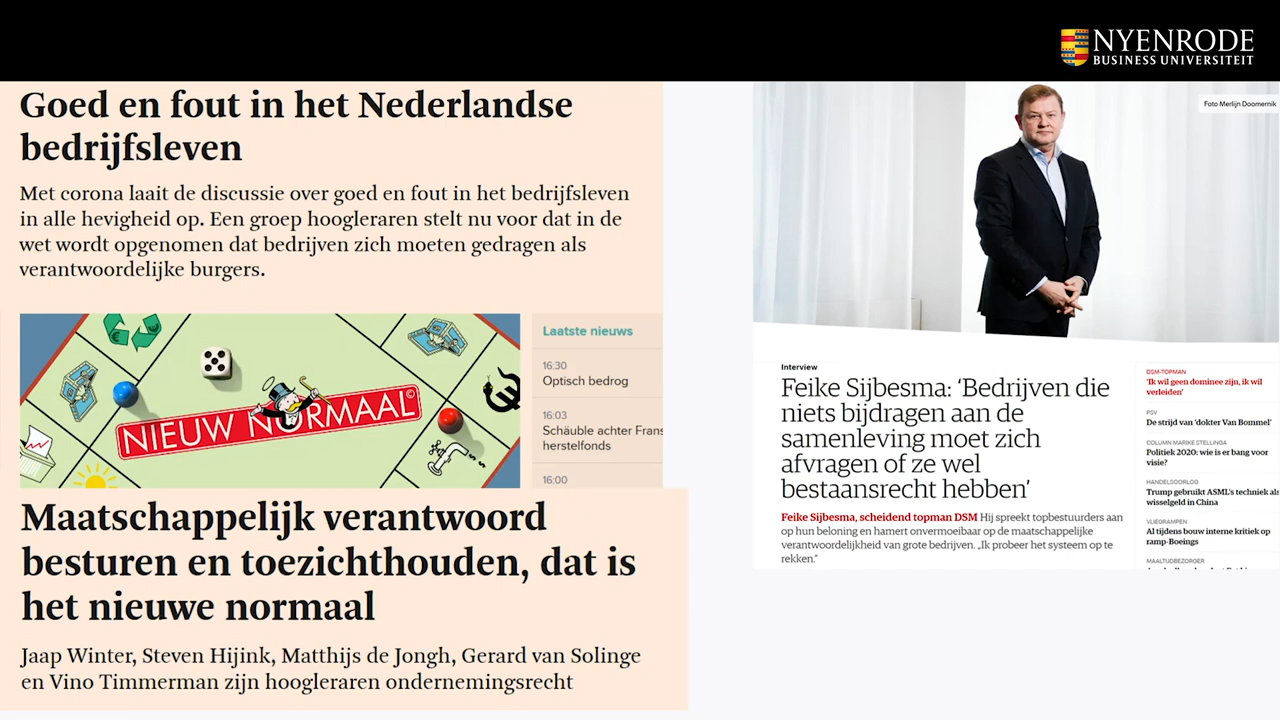 NYENRODE
BUSINESS UNIVERSITEIT
Goed en fout in het Nederlandse
bedrijfsleven
Met corona laait de discussie over goed en fout in het bedrijfsleven
in alle hevigheid op. Een groep hoogleraren stelt nu voor dat in de
wet wordt opgenomen dat bedrijven zich moeten gedragen als
verantwoordelijke burgers.
NIEUW NORMAAL©
Laatste nieuws
16:30
Optisch bedrog
16:03
Schäuble achter Frans
herstelfonds
16:00
Maatschappelijk verantwoord
besturen en toezichthouden, dat is
het nieuwe normaal
Jaap Winter, Steven Hijink, Matthijs de Jongh, Gerard van Solinge
en Vino Timmerman zijn hoogleraren ondernemingsrecht
Foto Merlijn Doomernik
Interview
Feike Sijbesma: ‘Bedrijven die
niets bijdragen aan de
samenleving moet zich
afvragen of ze wel
bestaansrecht hebben’
Feike Sijbesma, scheidend topman DSM Hij spreekt topbestuurders aan
op hun beloning en hamert onvermoeibaar op de maatschappelijke
verantwoordelijkheid van grote bedrijven. „Ik probeer het systeem op te
rekken.”
DSM-TOPMAN
‘Ik wil geen dominee zijn, ik wil
verleiden’
PSV
De strijd van ‘dokter Van Bommel’
COLUMN MARIKE STELLINGA
Politiek 2020: wie is er bang voor
visie?
HANDELSOORLOG
Trump gebruikt ASML's techniek als
wisselgeld in China
VLIEGRAMPEN
Al tijdens bouw interne kritiek op
ramp-Boeings
MAALTIJDBEZORGER